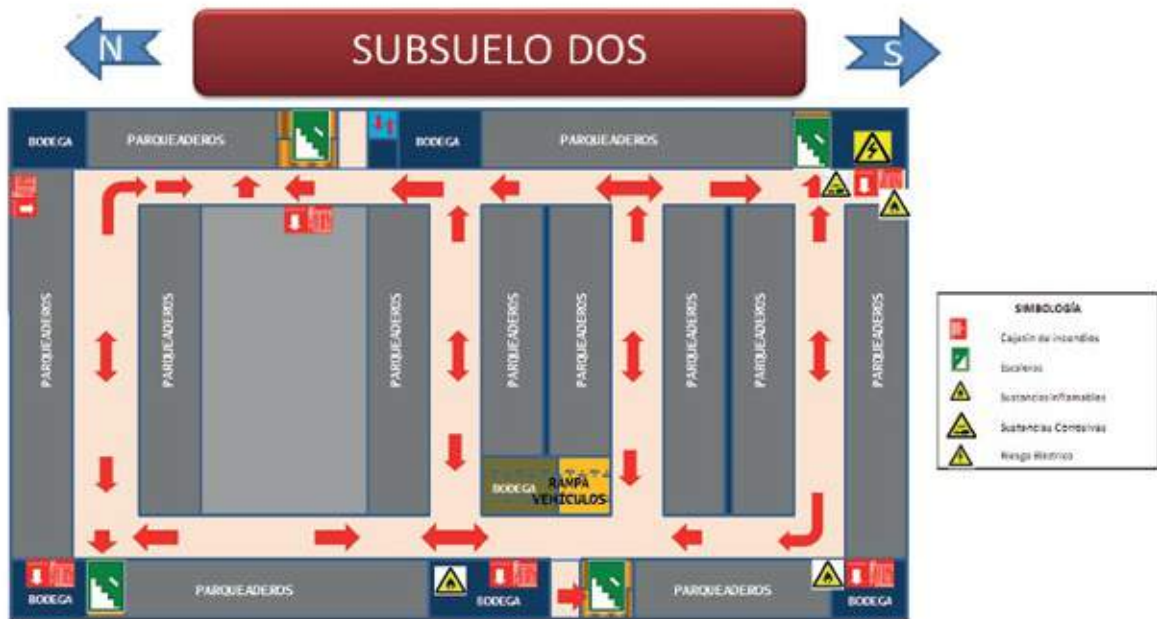 N
SUBSUELO DOS
S
BODEGA
PARQUEADEROS
BODEGA
PARQUEADEROS
PARQUEADEROS
PARQUEADEROS
PARQUEADEROS
PARQUEADEROS
PARQUEADEROS
PARQUEADEROS
PARQUEADEROS
PARQUEADEROS
BODEGA
RAMPA
VEHÍCULOS
BODEGA
PARQUEADEROS
BODEGA
PARQUEADEROS
BODEGA
SIMBOLOGÍA
Cajetín de incendios
Escaleras
Sustancias Inflamables
Sustancias Corrosivas
Riesgo Eléctrico